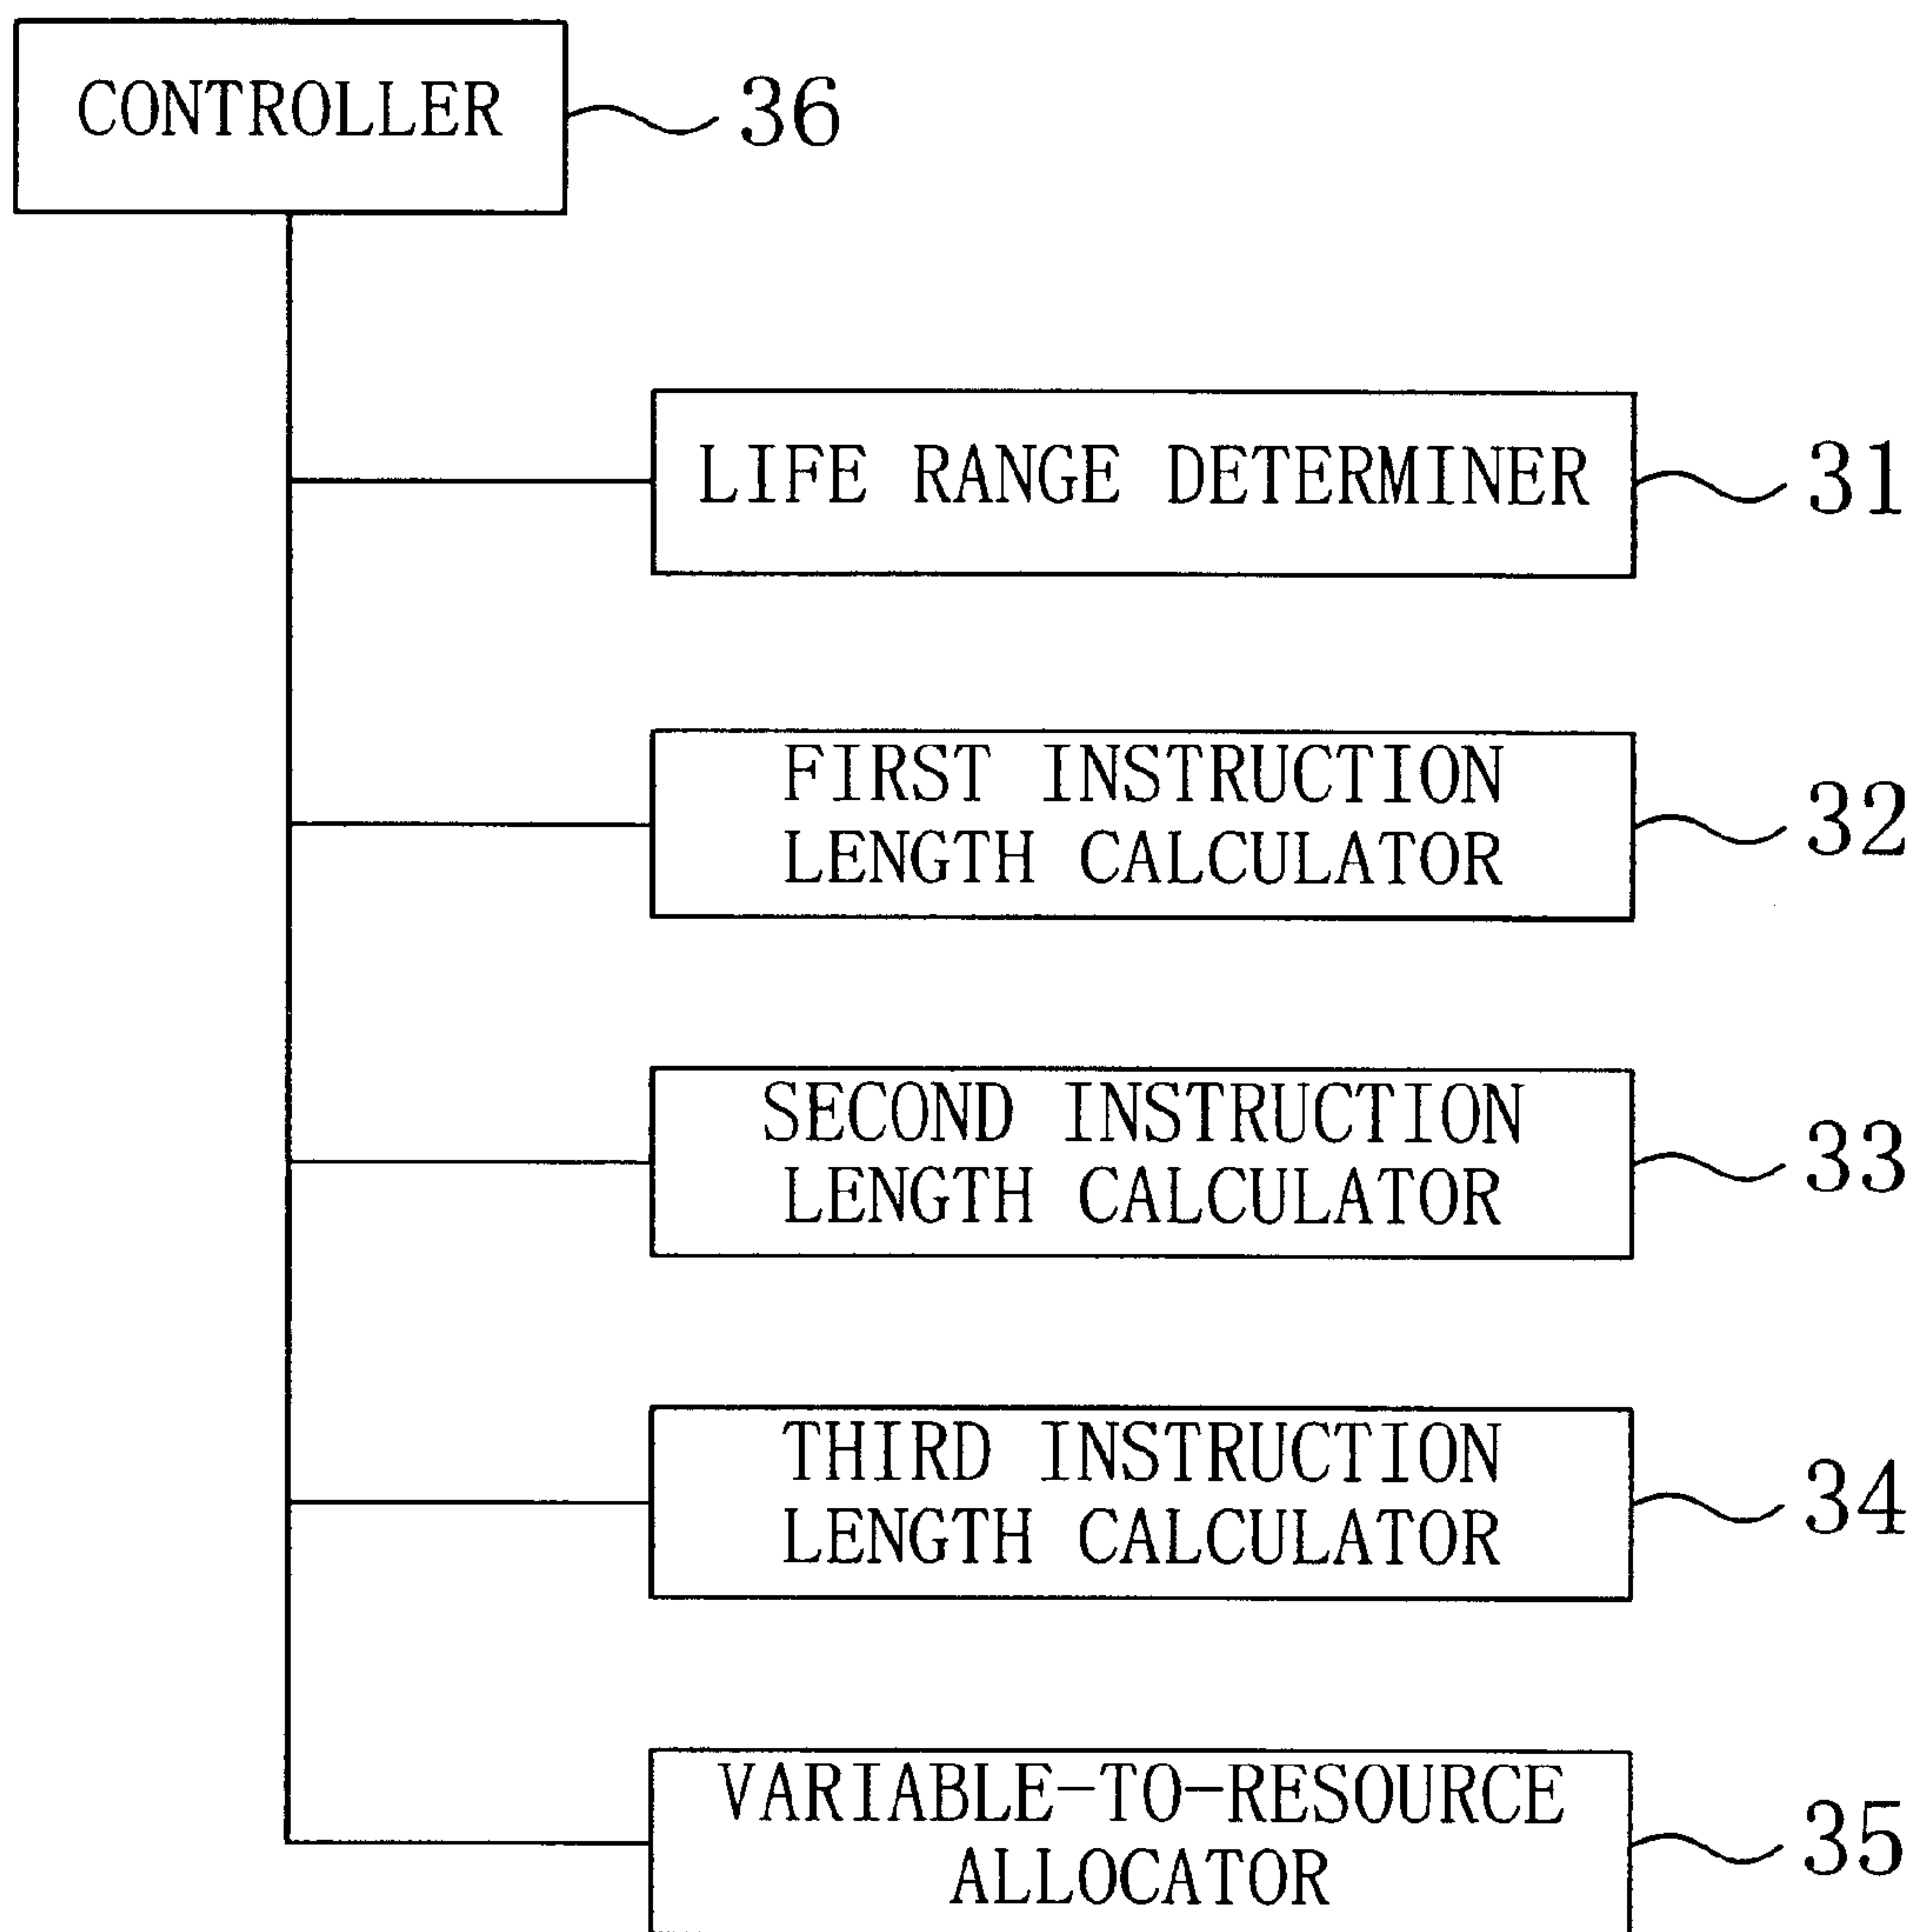 CONTROLLER
36
LIFE RANGE DETERMINER
31
FIRST INSTRUCTION
LENGTH CALCULATOR
32
SECOND INSTRUCTION
LENGTH CALCULATOR
33
THIRD INSTRUCTION
LENGTH CALCULATOR
34
VARIABLE-TO-RESOURCE
ALLOCATOR
35